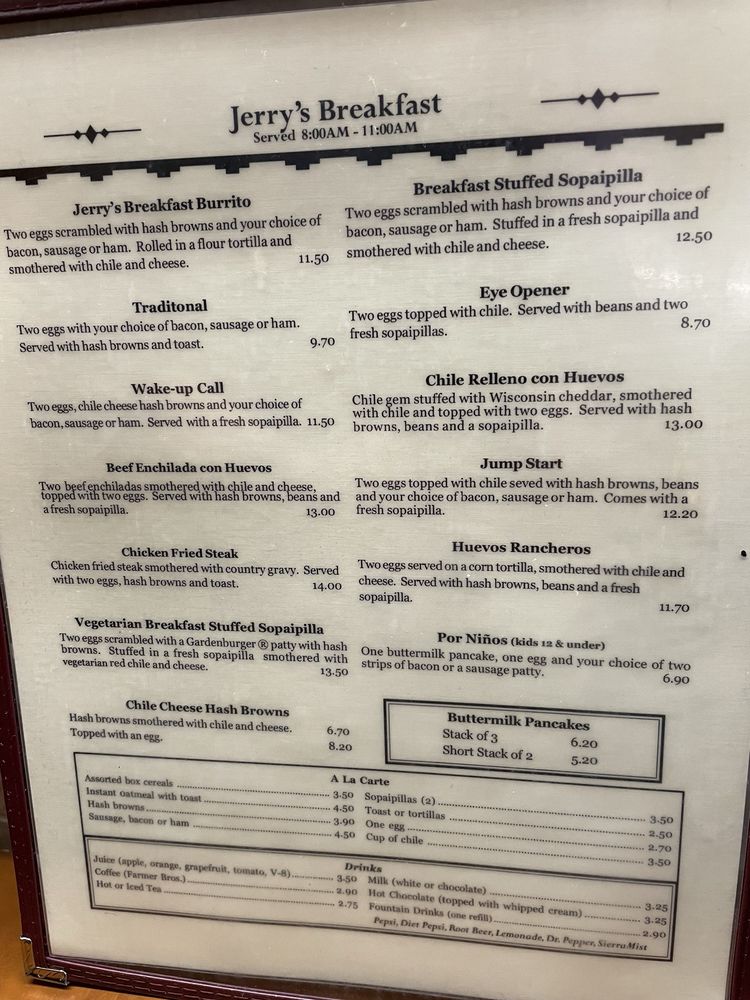 Jerry's Breakfast
Served 8:00AM - 11:00AM
Jerry's Breakfast Burrito
Two eggs scrambled with hash browns and your choice of
bacon, sausage or ham. Rolled in a flour tortilla and
smothered with chile and cheese. 11.50
Traditonal
Two eggs with your choice of bacon, sausage or ham.
Served with hash browns and toast. 9.70
Wake-up Call
Two eggs, chile cheese hash browns and your choice of
bacon, sausage or ham. Served with a fresh sopaipilla. 11.50
Beef Enchilada con Huevos
Two beef enchiladas smothered with chile and cheese,
topped with two eggs. Served with hash browns, beans and
a fresh sopaipilla. 13.00
Chicken Fried Steak
Chicken fried steak smothered with country gravy. Served
with two eggs, hash browns and toast. 14.00
Vegetarian Breakfast Stuffed Sopaipilla
Two eggs scrambled with a Gardenburger ® patty with hash
browns. Stuffed in a fresh sopaipilla smothered with
vegetarian red chile and cheese. 13.50
Chile Cheese Hash Browns
Hash browns smothered with chile and cheese. 6.70
Topped with an egg. 8.20
Breakfast Stuffed Sopaipilla
Two eggs scrambled with hash browns and your choice of
bacon, sausage or ham. Stuffed in a fresh sopaipilla and
smothered with chile and cheese. 12.50
Eye Opener
Two eggs topped with chile. Served with beans and two
fresh sopaipillas. 8.70
Chile Relleno con Huevos
Chile gem stuffed with Wisconsin cheddar, smothered
with chile and topped with two eggs. Served with hash
browns, beans and a sopaipilla. 13.00
Jump Start
Two eggs topped with chile seved with hash browns, beans
and your choice of bacon, sausage or ham. Comes with a
fresh sopaipilla. 12.20
Huevos Rancheros
Two eggs served on a corn tortilla, smothered with chile and
cheese. Served with hash browns, beans and a fresh
sopaipilla.
11.70
Por Niños (kids 12 & under)
One buttermilk pancake, one egg and your choice of two
strips of bacon or a sausage patty. 6.90
Buttermilk Pancakes
Stack of 3 6.20
Short Stack of 2 5.20
A La Carte
Assorted box cereals 3.50
Instant oatmeal with toast 4.50
Hash browns 3.90
Sausage, bacon or ham 4.50
Sopaipillas (2) 3.50
Toast or tortillas 2.50
One egg 2.70
Cup of chile 3.50
Drinks
Juice (apple, orange, grapefruit, tomato, V-8) 3.50
Coffee (Farmer Bros.) 2.90
Hot or Iced Tea 2.75
Milk (white or chocolate) 3.25
Hot Chocolate (topped with whipped cream) 3.25
Fountain Drinks (one refill) 2.90
Pepsi, Diet Pepsi, Root Beer, Lemonade, Dr. Pepper, SierraMist